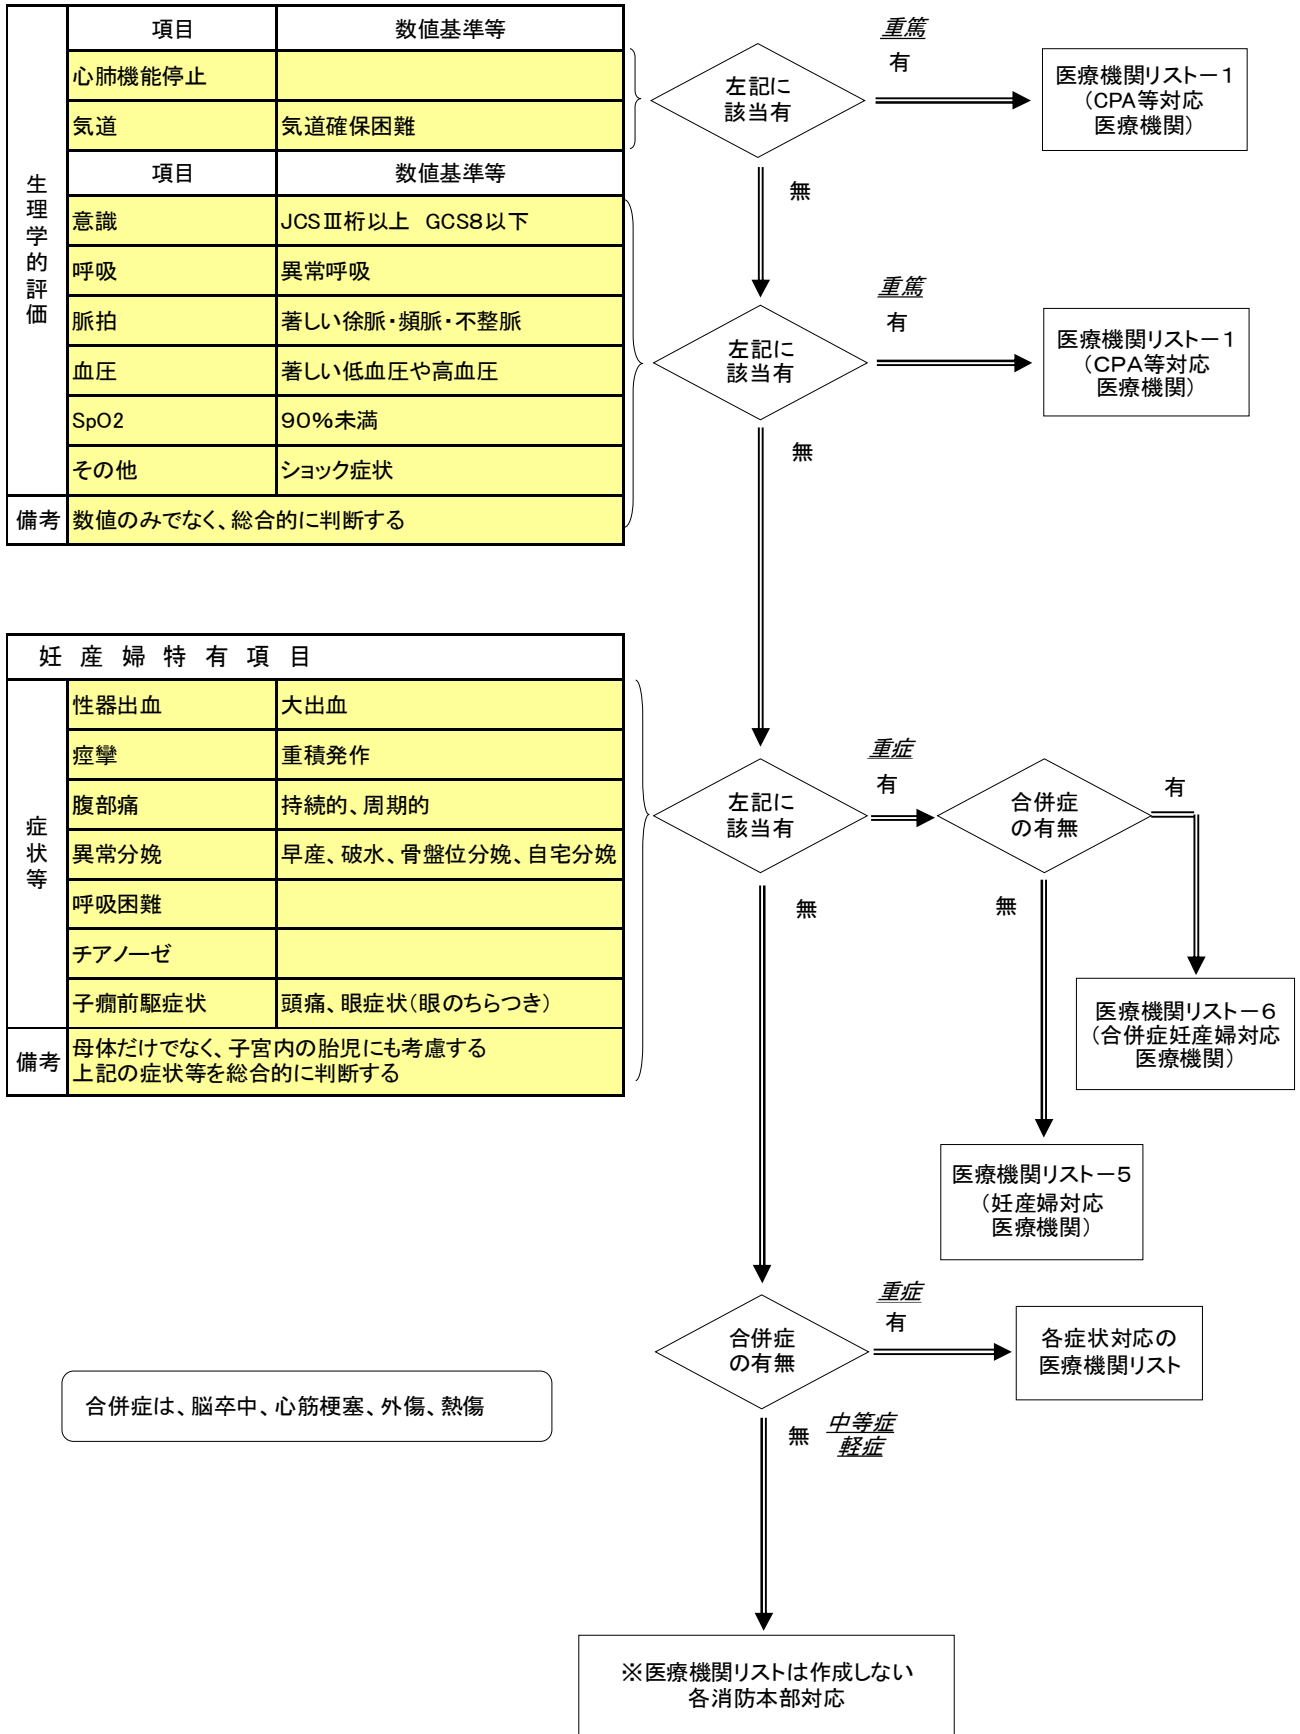 項目 数値基準等
心肺機能停止
気道 気道確保困難
項目 数値基準等
生理学的評価
意識 JCSⅢ桁以上 GCS8以下
呼吸 異常呼吸
脈拍 著しい徐脈・頻脈・不整脈
血圧 著しい低血圧や高血圧
SpO2 90%未満
その他 ショック症状
備考 数値のみでなく、総合的に判断する
左記に
該当有
重篤
有
医療機関リストー1
(CPA等対応
医療機関)
無
左記に
該当有
重篤
有
医療機関リストー1
(CPA等対応
医療機関)
無
妊産婦特有項目
症状等
性器出血 大出血
痙攣 重積発作
腹部痛 持続的、周期的
異常分娩 早産、破水、骨盤位分娩、自宅分娩
呼吸困難
チアノーゼ
子癇前駆症状 頭痛、眼症状(眼のちらつき)
備考 母体だけでなく、子宮内の胎児にも考慮する
上記の症状等を総合的に判断する
左記に
該当有
重症
有
合併症
の有無
有
無
無
医療機関リストー6
(合併症妊産婦対応
医療機関)
医療機関リストー5
(妊産婦対応
医療機関)
合併症
の有無
重症
有
各症状対応の
医療機関リスト
合併症は、脳卒中、心筋梗塞、外傷、熱傷
無 中等症
軽症
※医療機関リストは作成しない
各消防本部対応